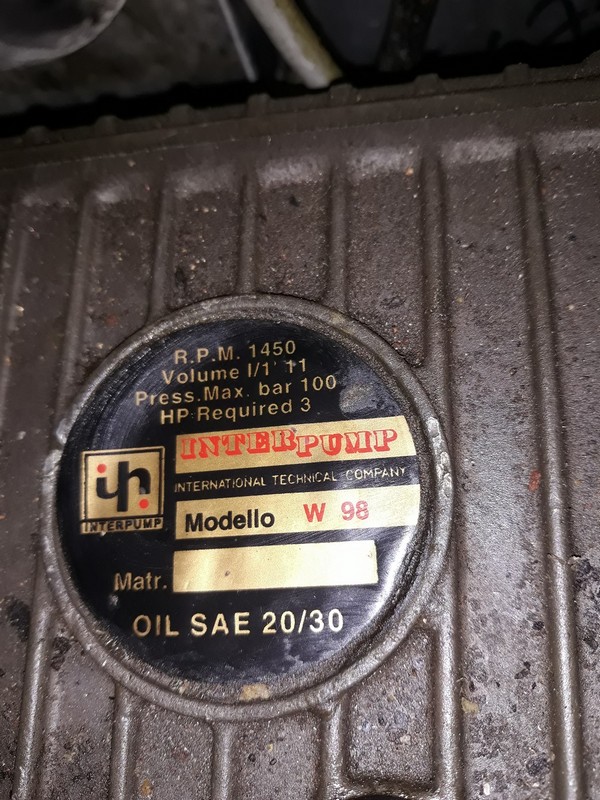 R.P.M. 1450
Volume l/1' 11
Press.Max. bar 100
HP Required 3
INTERPUMP
INTERNATIONAL TECHNICAL COMPANY
ip
INTERPUMP
Modello W 98
Matr.
OIL SAE 20/30